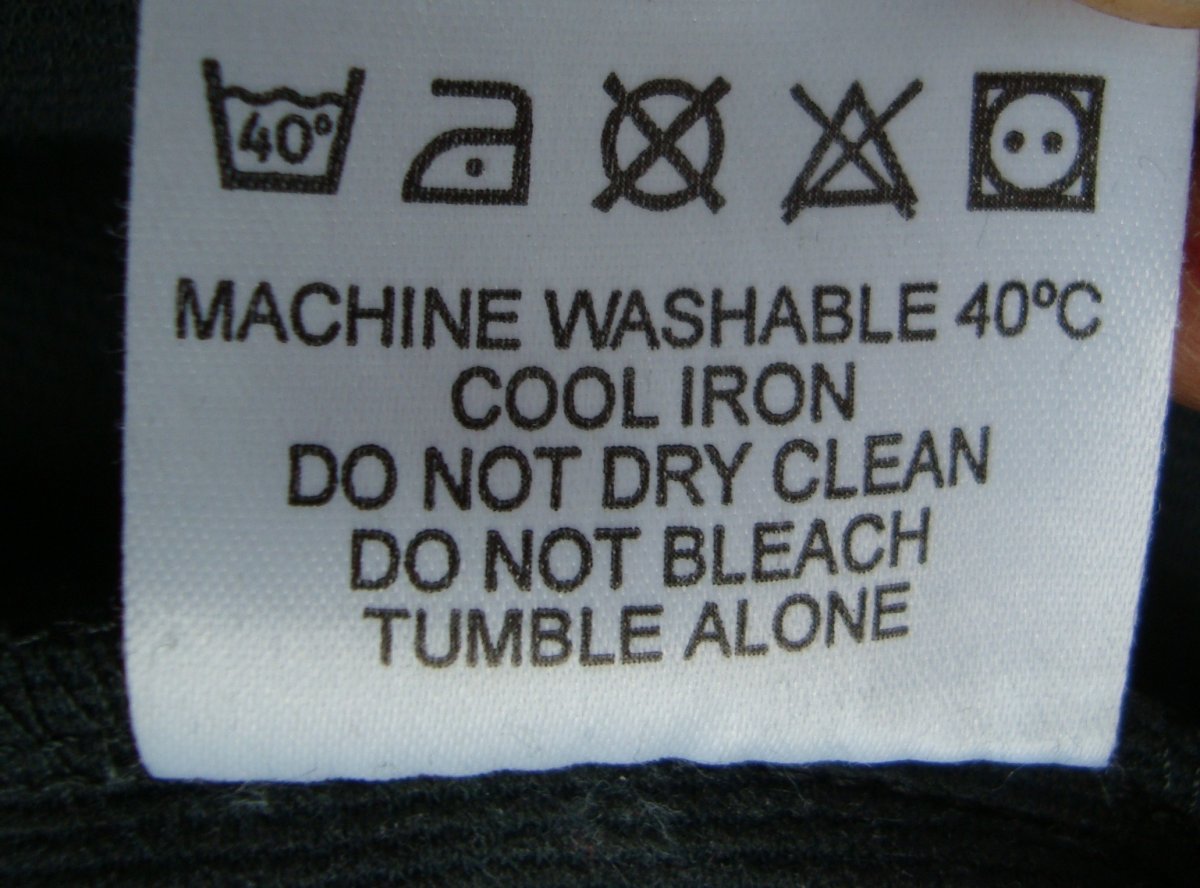 40°
MACHINE WASHABLE 40ºC
COOL IRON
DO NOT DRY CLEAN
DO NOT BLEACH
TUMBLE ALONE